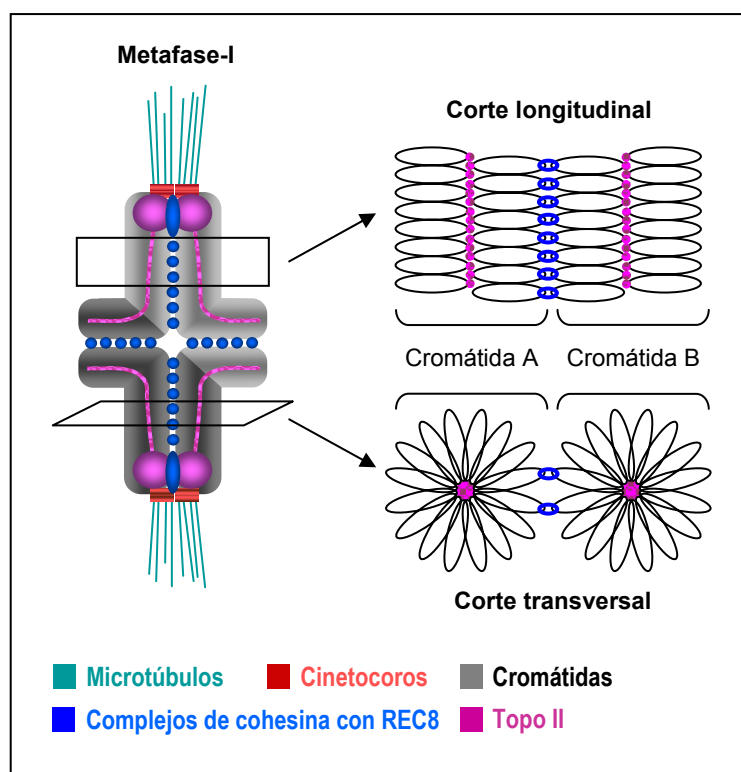 Metafase-I
Corte longitudinal
Cromátida A
Cromátida B
Corte transversal
Microtúbulos
Cinetocoros
Cromátidas
Complejos de cohesina con REC8
Topo II